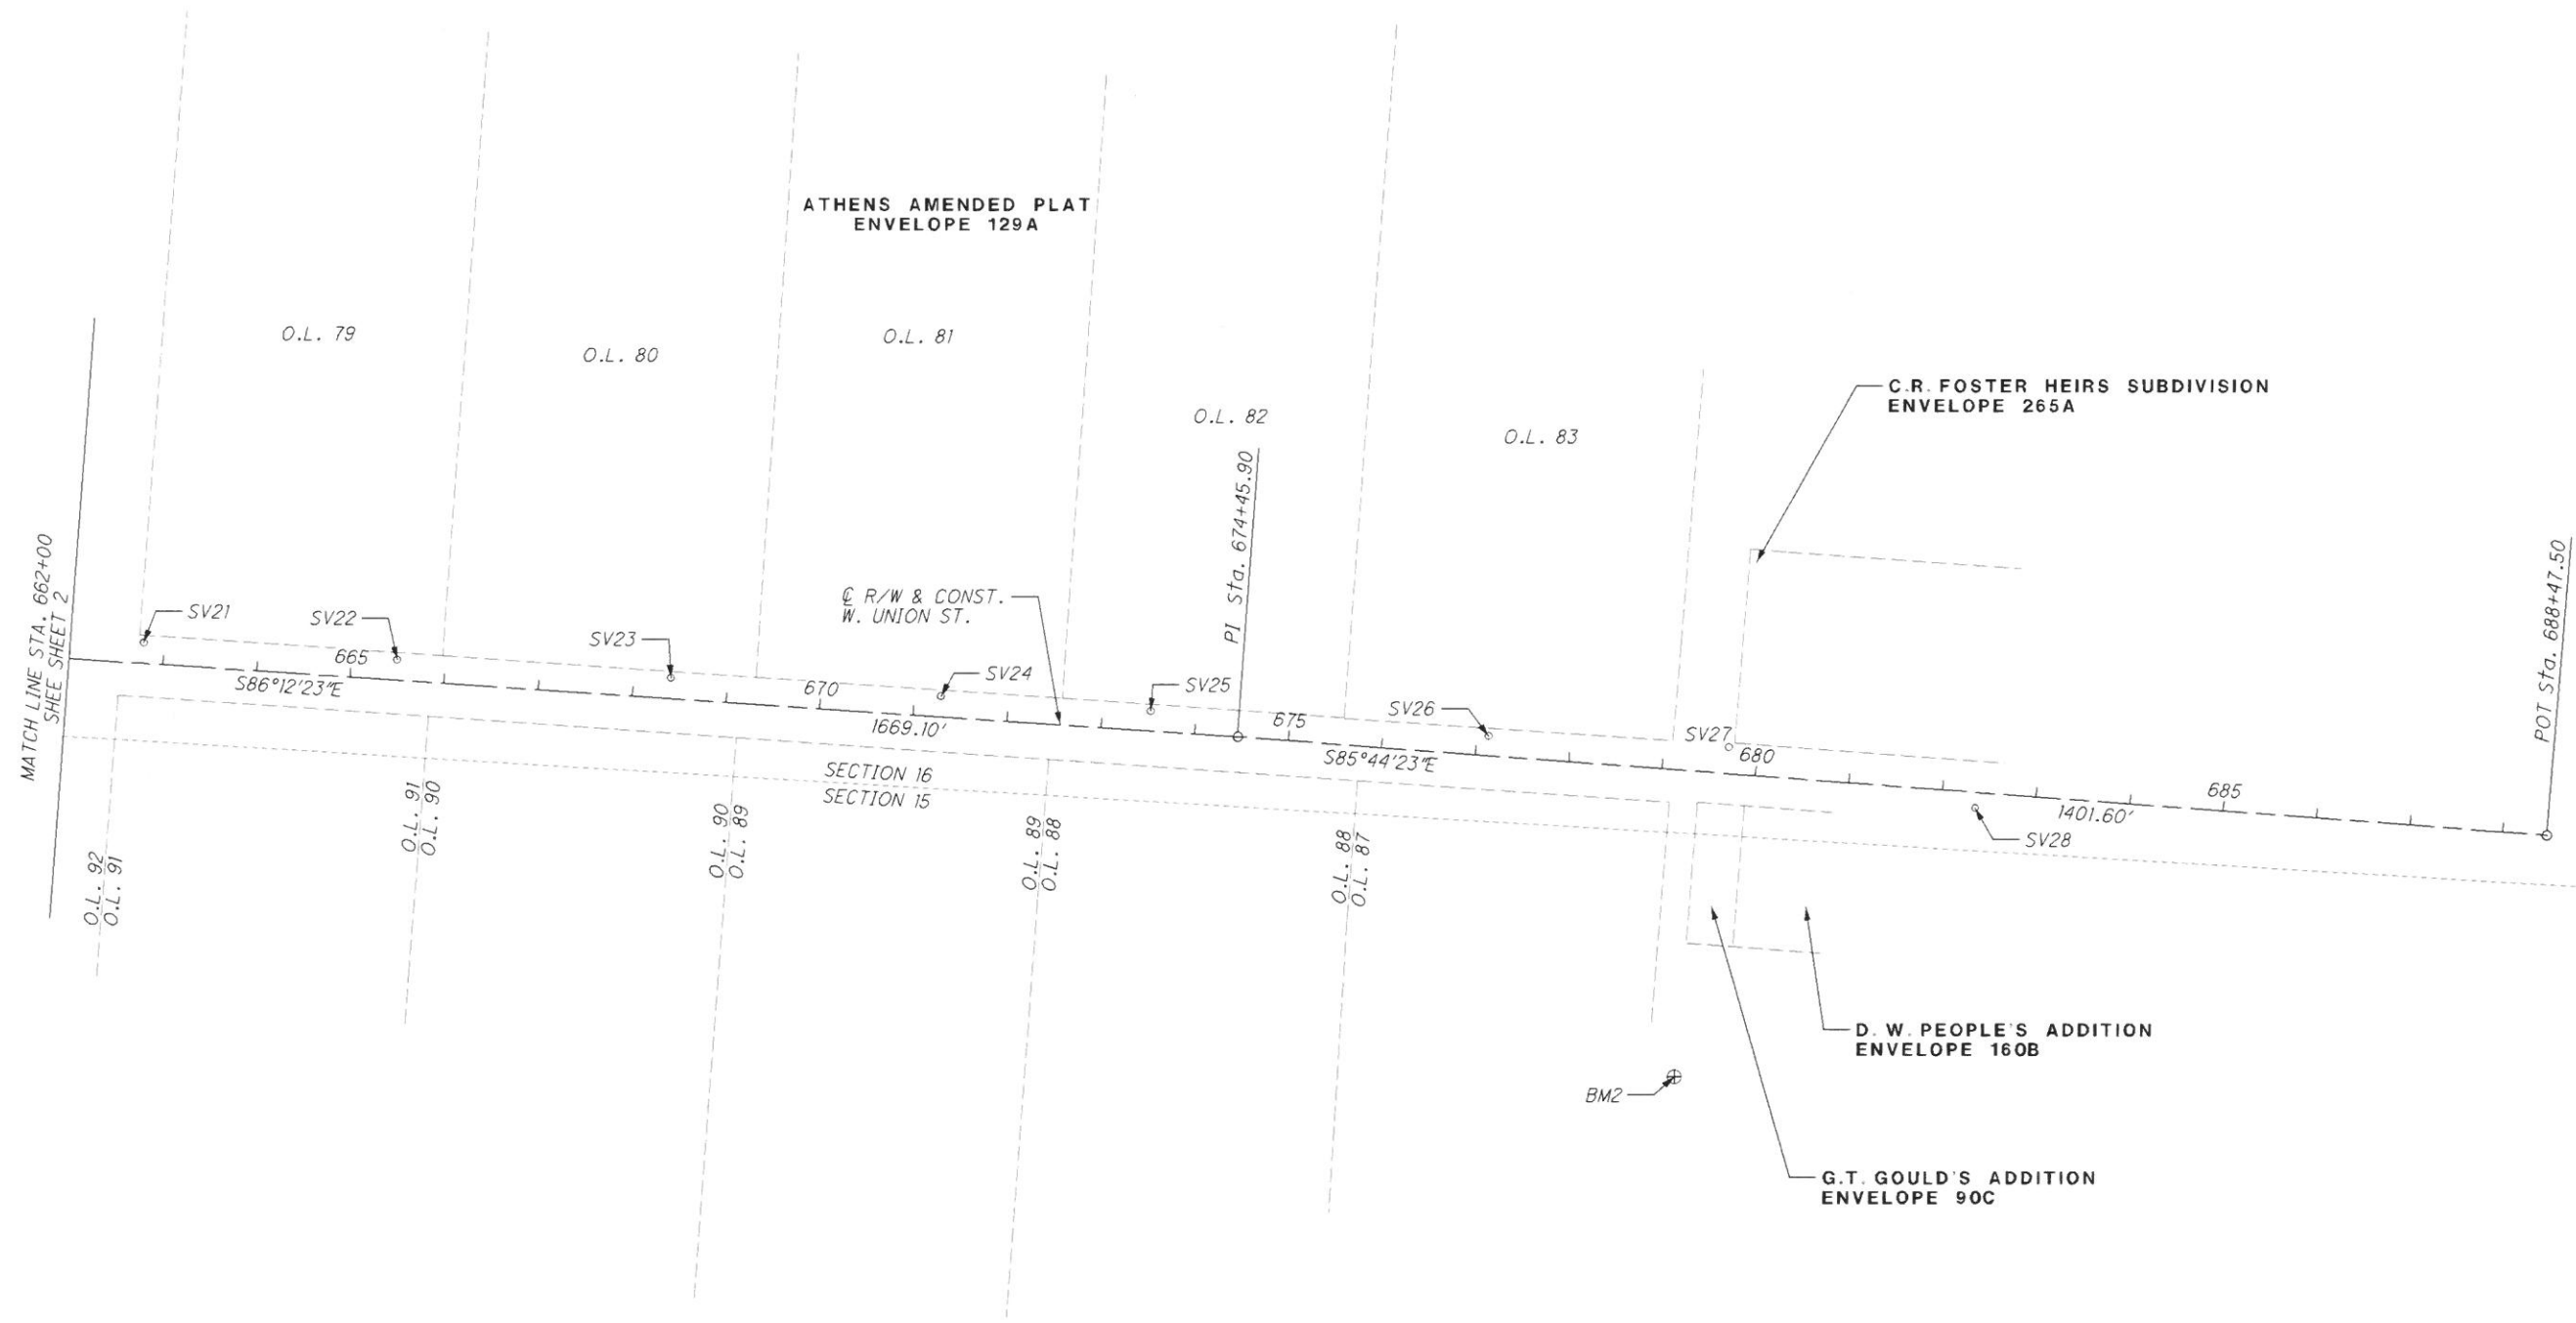 ATHENS AMENDED PLAT
ENVELOPE 129A
O.L. 79
O.L. 80
O.L. 81
O.L. 82
O.L. 83
C.R. FOSTER HEIRS SUBDIVISION
ENVELOPE 265A
MATCH LINE STA. 662+00
SHEE SHEET 2
PI Sta. 674+45.90
POT Sta. 688+47.50
℄ R/W & CONST.
W. UNION ST.
SV21
SV22
SV23
SV24
SV25
SV26
SV27
SV28
665
670
675
680
685
S86°12'23"E
1669.10'
S85°44'23"E
1401.60'
SECTION 16
SECTION 15
O.L. 92
O.L. 91
O.L. 91
O.L. 90
O.L. 90
O.L. 89
O.L. 89
O.L. 88
O.L. 88
O.L. 87
D. W. PEOPLE'S ADDITION
ENVELOPE 160B
BM2
G.T. GOULD'S ADDITION
ENVELOPE 90C